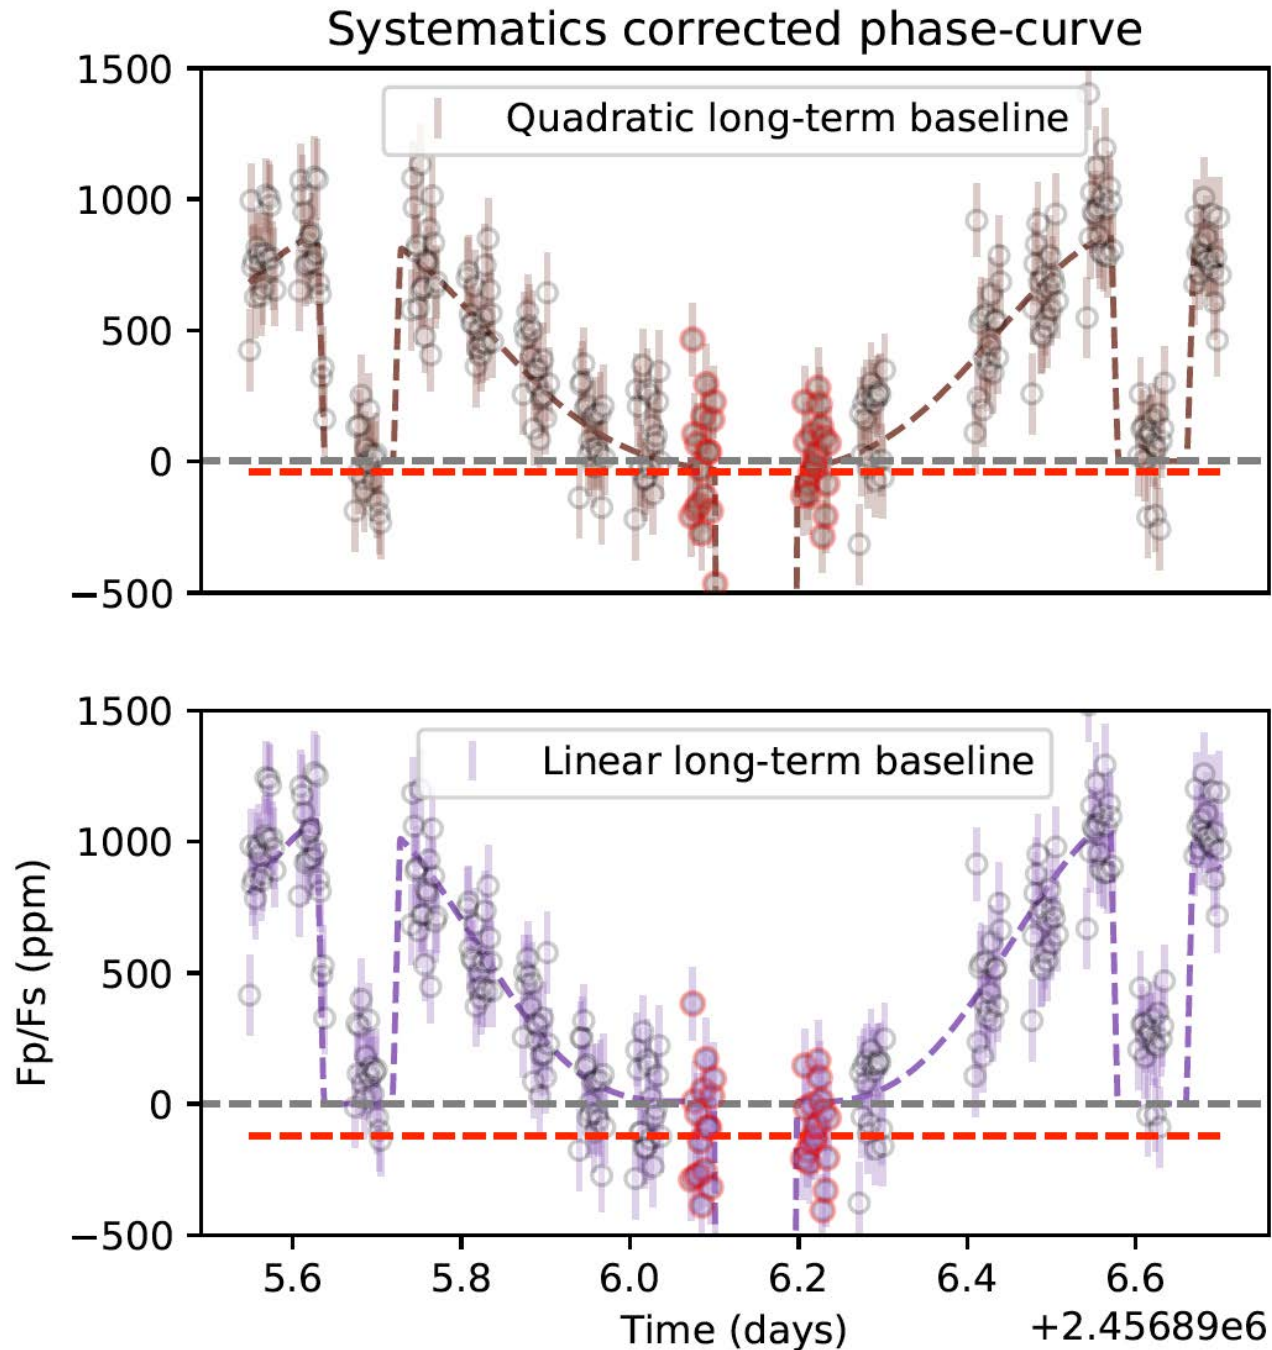 Systematics corrected phase-curve
1500
Quadratic long-term baseline
1000
500
0
−500
1500
Linear long-term baseline
1000
500
0
−500
Fp/Fs (ppm)
5.6 5.8 6.0 6.2 6.4 6.6
Time (days) +2.45689e6